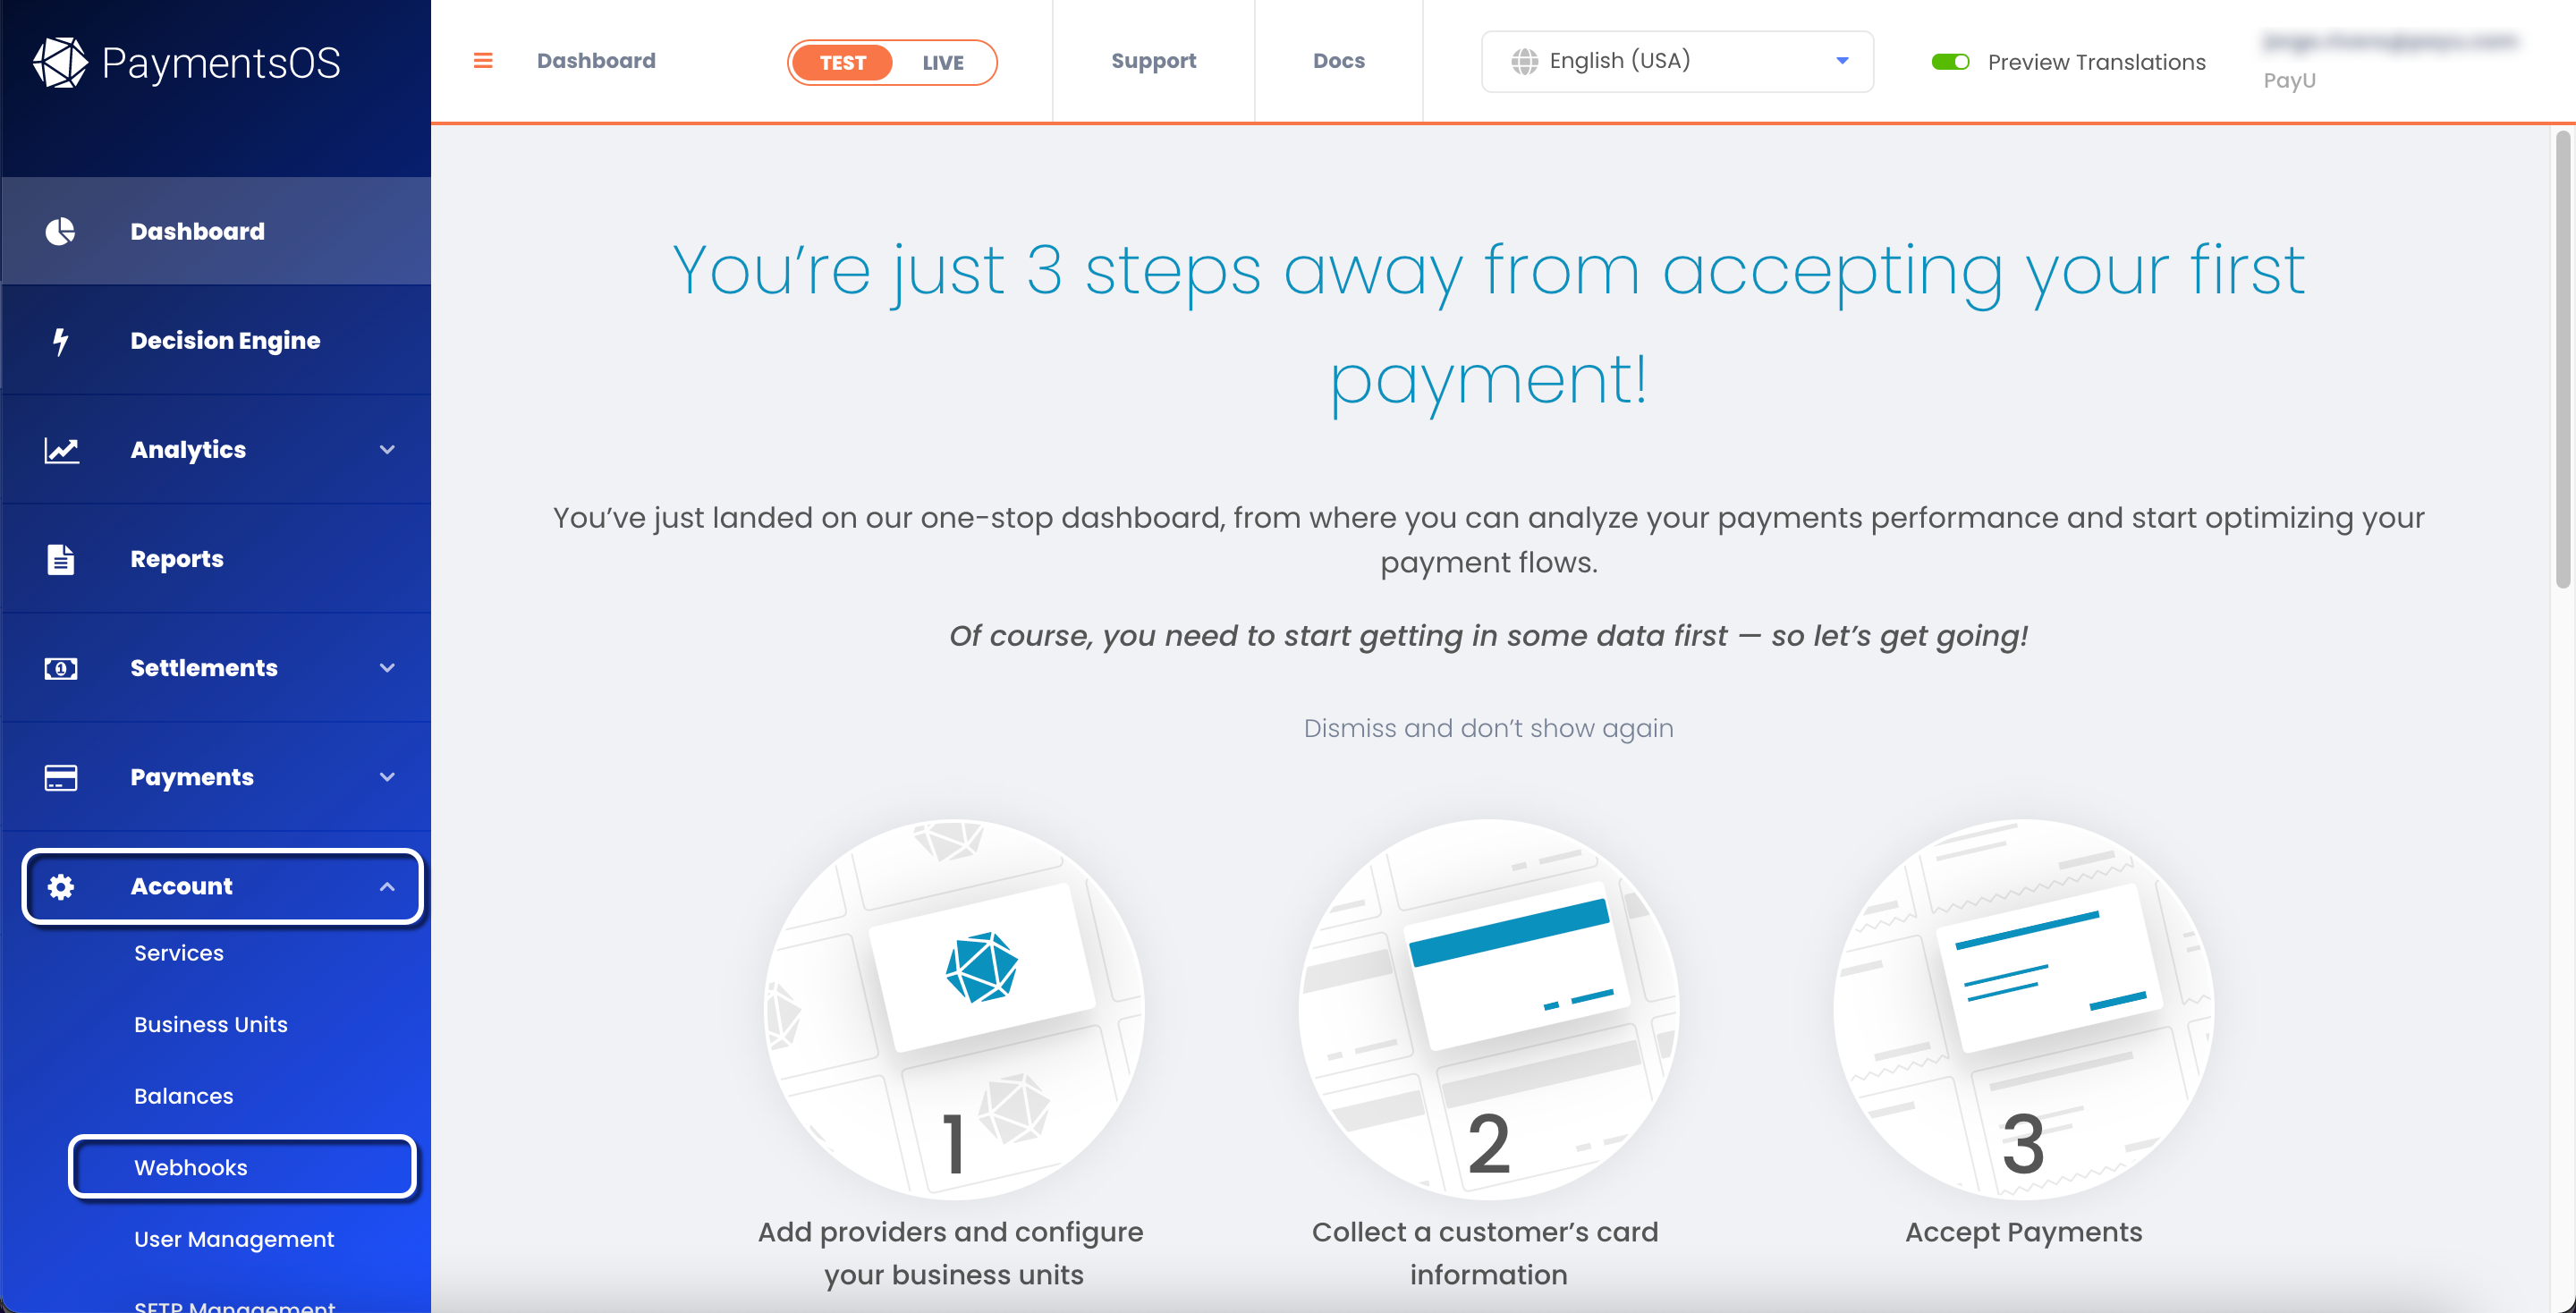 PaymentsOS
Dashboard
TEST
LIVE
Support
Docs
English (USA)
Preview Translations
PayU
Dashboard
Decision Engine
Analytics
Reports
Settlements
Payments
Account
Services
Business Units
Balances
Webhooks
User Management
SFTP Management
You’re just 3 steps away from accepting your first
payment!
You’ve just landed on our one-stop dashboard, from where you can analyze your payments performance and start optimizing your
payment flows.
Of course, you need to start getting in some data first — so let’s get going!
Dismiss and don’t show again
1
2
3
Add providers and configure
your business units
Collect a customer’s card
information
Accept Payments